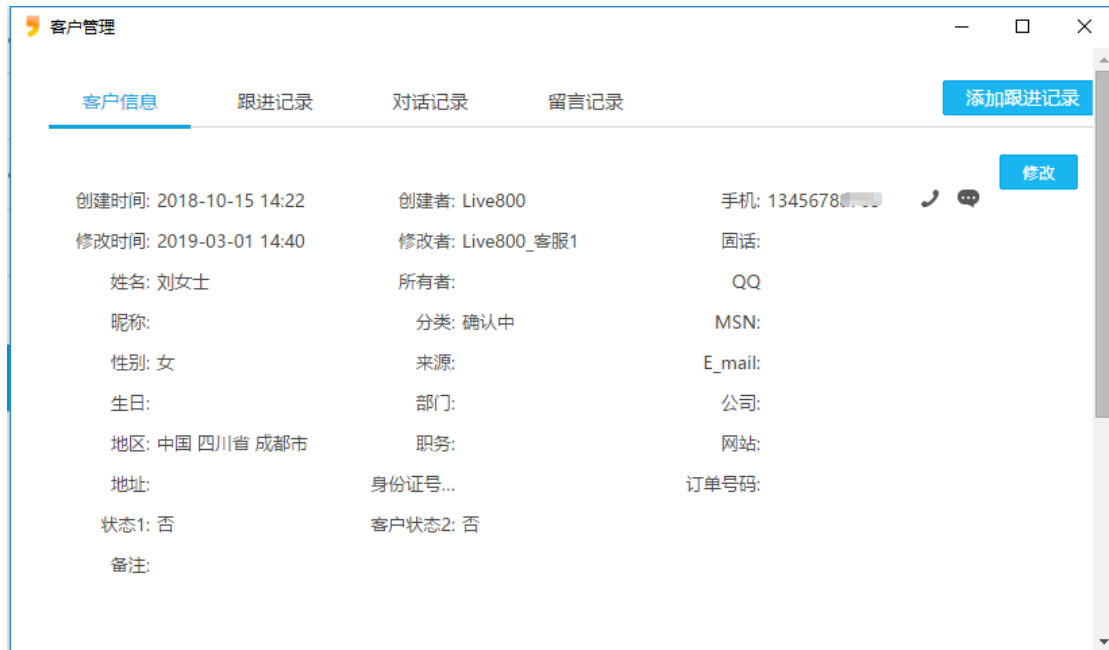 客户管理
客户信息 跟进记录 对话记录 留言记录 添加跟进记录
修改
创建时间: 2018-10-15 14:22 创建者: Live800 手机: 13456788
修改时间: 2019-03-01 14:40 修改者: Live800_客服1 固话:
姓名: 刘女士 所有者: QQ
昵称: 分类: 确认中 MSN:
性别: 女 来源: E_mail:
生日: 部门: 公司:
地区: 中国 四川省 成都市 职务: 网站:
地址: 身份证号... 订单号码:
状态1: 否 客户状态2: 否
备注: